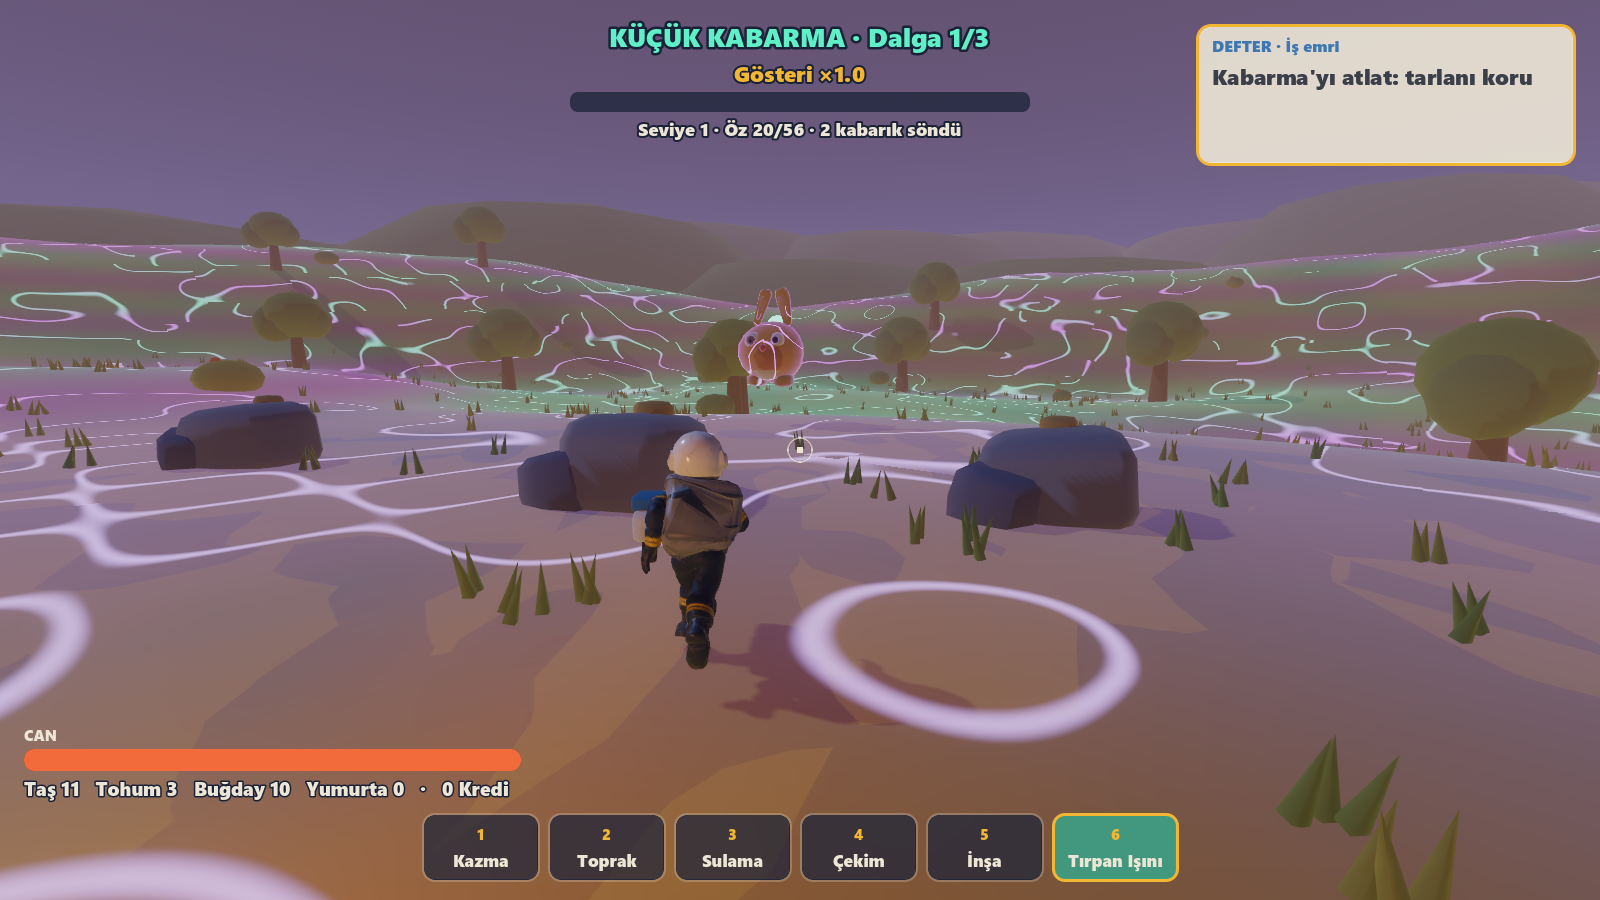 KÜÇÜK KABARMA · Dalga 1/3
Gösteri ×1.0
Seviye 1 · Öz 20/56 · 2 kabarık söndü
DEFTER · İş emri
Kabarma'yı atlat: tarlanı koru
CAN
Taş 11 Tohum 3 Buğday 10 Yumurta 0 · 0 Kredi
1
Kazma
2
Toprak
3
Sulama
4
Çekim
5
İnşa
6
Tırpan Işını